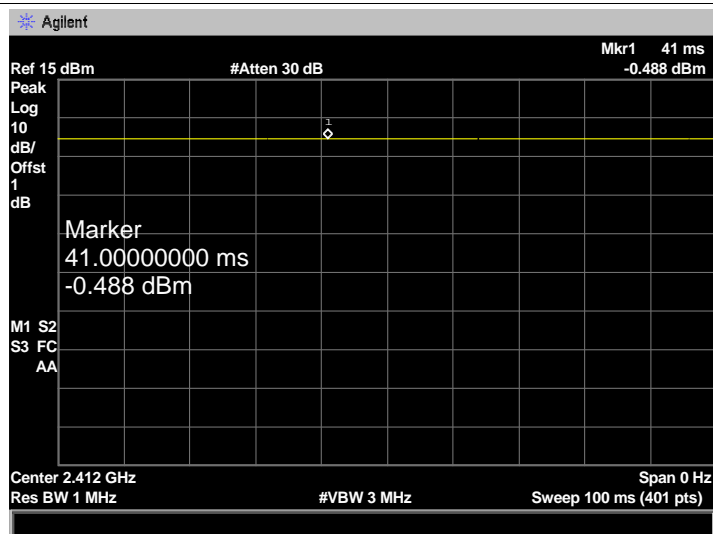 Agilent
Mkr1 41 ms
Ref 15 dBm #Atten 30 dB -0.488 dBm
Peak
Log
10
dB/
Offst
1
dB
1
Marker
41.00000000 ms
-0.488 dBm
M1 S2
S3 FC
AA
Center 2.412 GHz Span 0 Hz
Res BW 1 MHz #VBW 3 MHz Sweep 100 ms (401 pts)